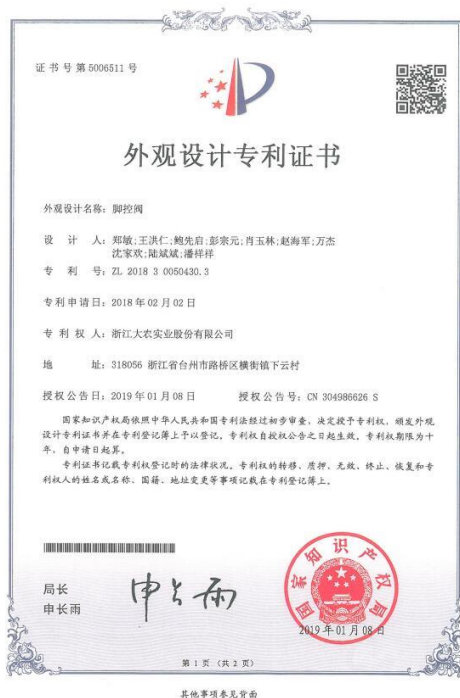 证书号第5006511号
外观设计专利证书
外观设计名称：脚控阀
设计人：郑敏;王洪仁;鲍先启;彭宗元;肖玉林;赵海军;万杰
沈家欢;陆斌斌;潘祥祥
专利号：ZL 2018 3 0050430.3
专利申请日：2018年02月02日
专利权人：浙江大农实业股份有限公司
地址：318056 浙江省台州市路桥区横街镇下云村
授权公告日：2019年01月08日 授权公告号：CN 304986626 S
国家知识产权局依照中华人民共和国专利法经过初步审查，决定授予专利权，颁发外观
设计专利证书并在专利登记簿上予以登记。专利权自授权公告之日起生效。专利权期限为十
年，自申请日起算。
专利证书记载专利权登记时的法律状况。专利权的转移、质押、无效、终止、恢复和专
利权人的姓名或名称、国籍、地址变更等事项记载在专利登记簿上。
局长
申长雨
申长雨
国家知识产权局
2019年01月08日
第1页（共2页）
其他事项参见背面